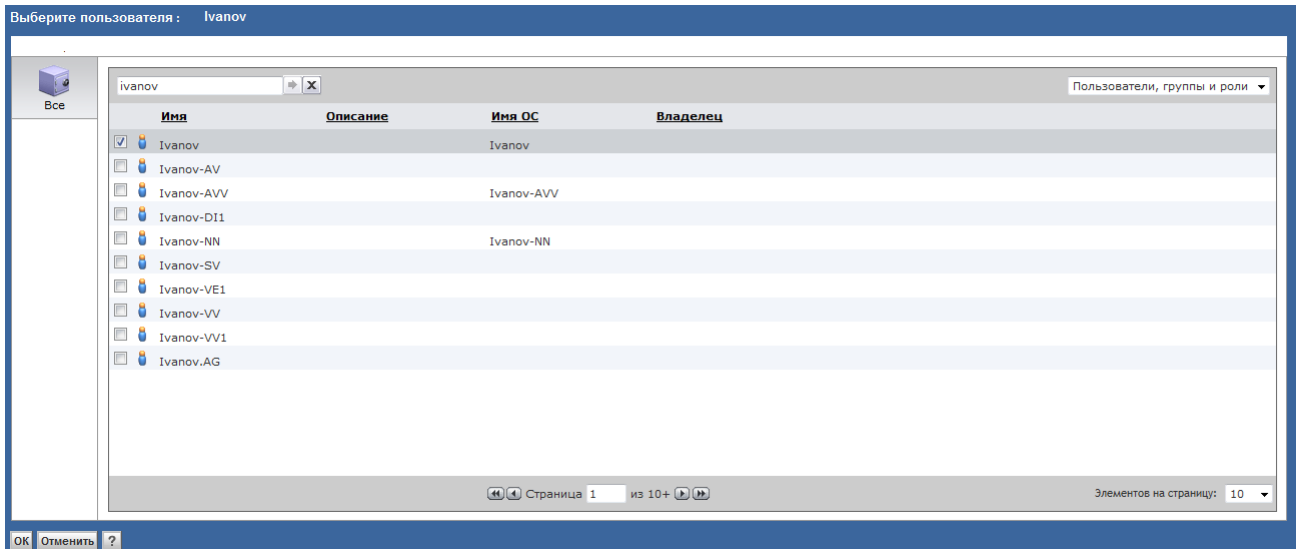 Выберите пользователя : Ivanov
Все
ivanov X Пользователи, группы и роли
Имя Описание Имя ОС Владелец
Ivanov Ivanov
Ivanov-AV
Ivanov-AVV Ivanov-AVV
Ivanov-DI1
Ivanov-NN Ivanov-NN
Ivanov-SV
Ivanov-VE1
Ivanov-VV
Ivanov-VV1
Ivanov.AG
Страница 1 из 10+ Элементов на страницу: 10
ОК Отменить ?